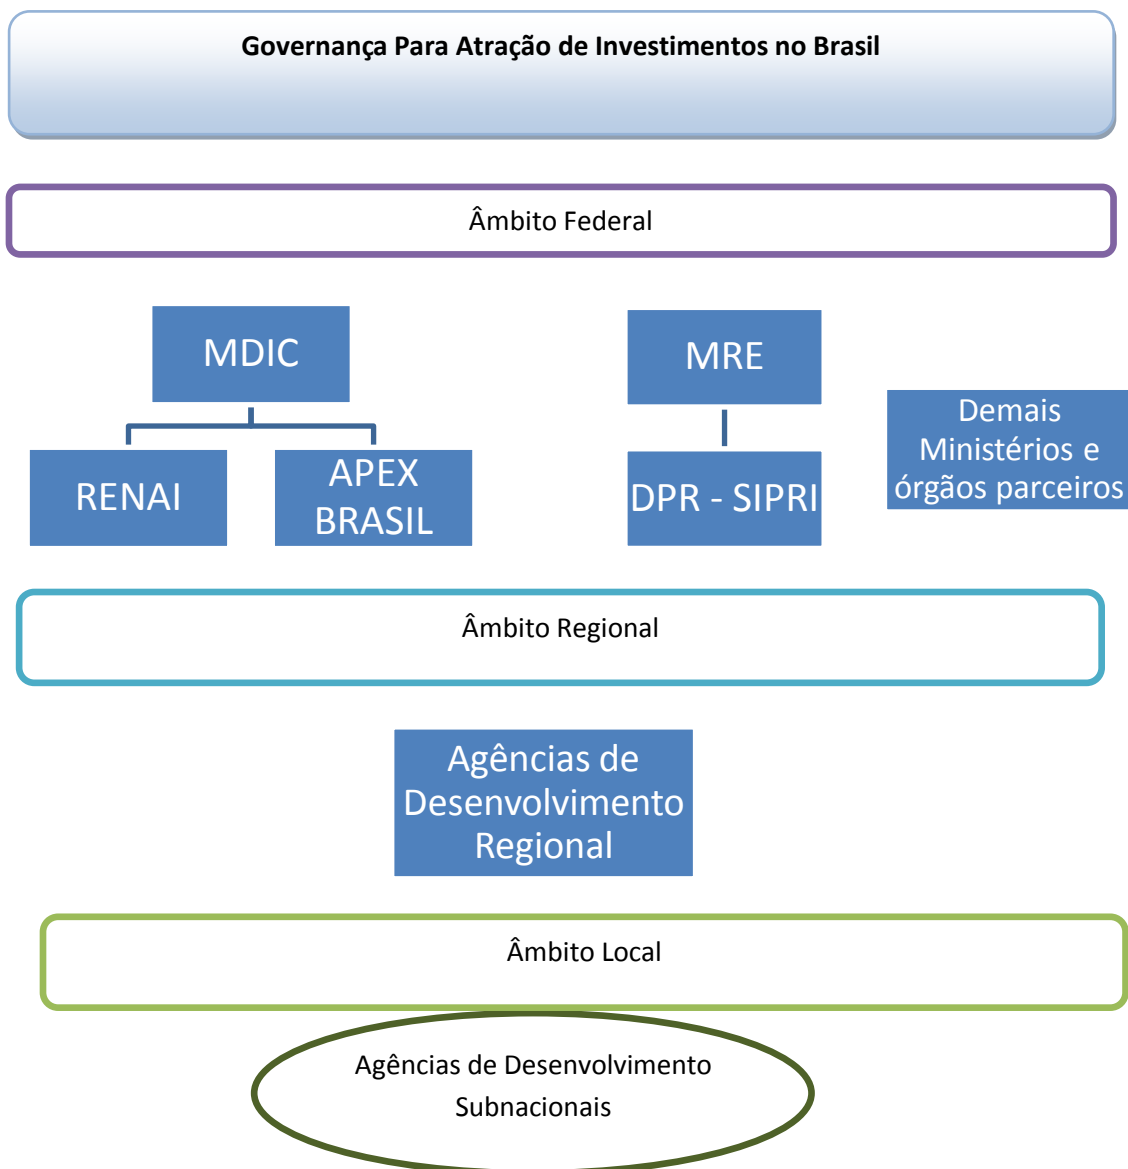 Governança Para Atração de Investimentos no Brasil
Âmbito Federal
MDIC
MRE
Demais
Ministérios e
órgãos parceiros
RENAI
APEX
BRASIL
DPR - SIPRI
Âmbito Regional
Agências de
Desenvolvimento
Regional
Âmbito Local
Agências de Desenvolvimento
Subnacionais